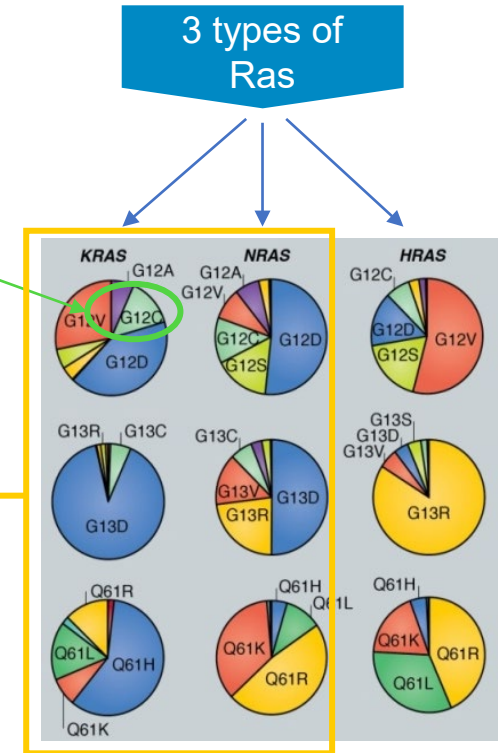 3 types of
Ras
KRAS
NRAS
HRAS
G12A
G12V
G12C
G12D
G12A
G12V
G12C
G12S
G12D
G12C
G12D
G12S
G12V
G13R
G13C
G13D
G13C
G13V
G13R
G13D
G13S
G13D
G13V
G13R
Q61R
Q61L
Q61H
Q61K
Q61H
Q61L
Q61K
Q61R
Q61H
Q61K
Q61R
Q61L